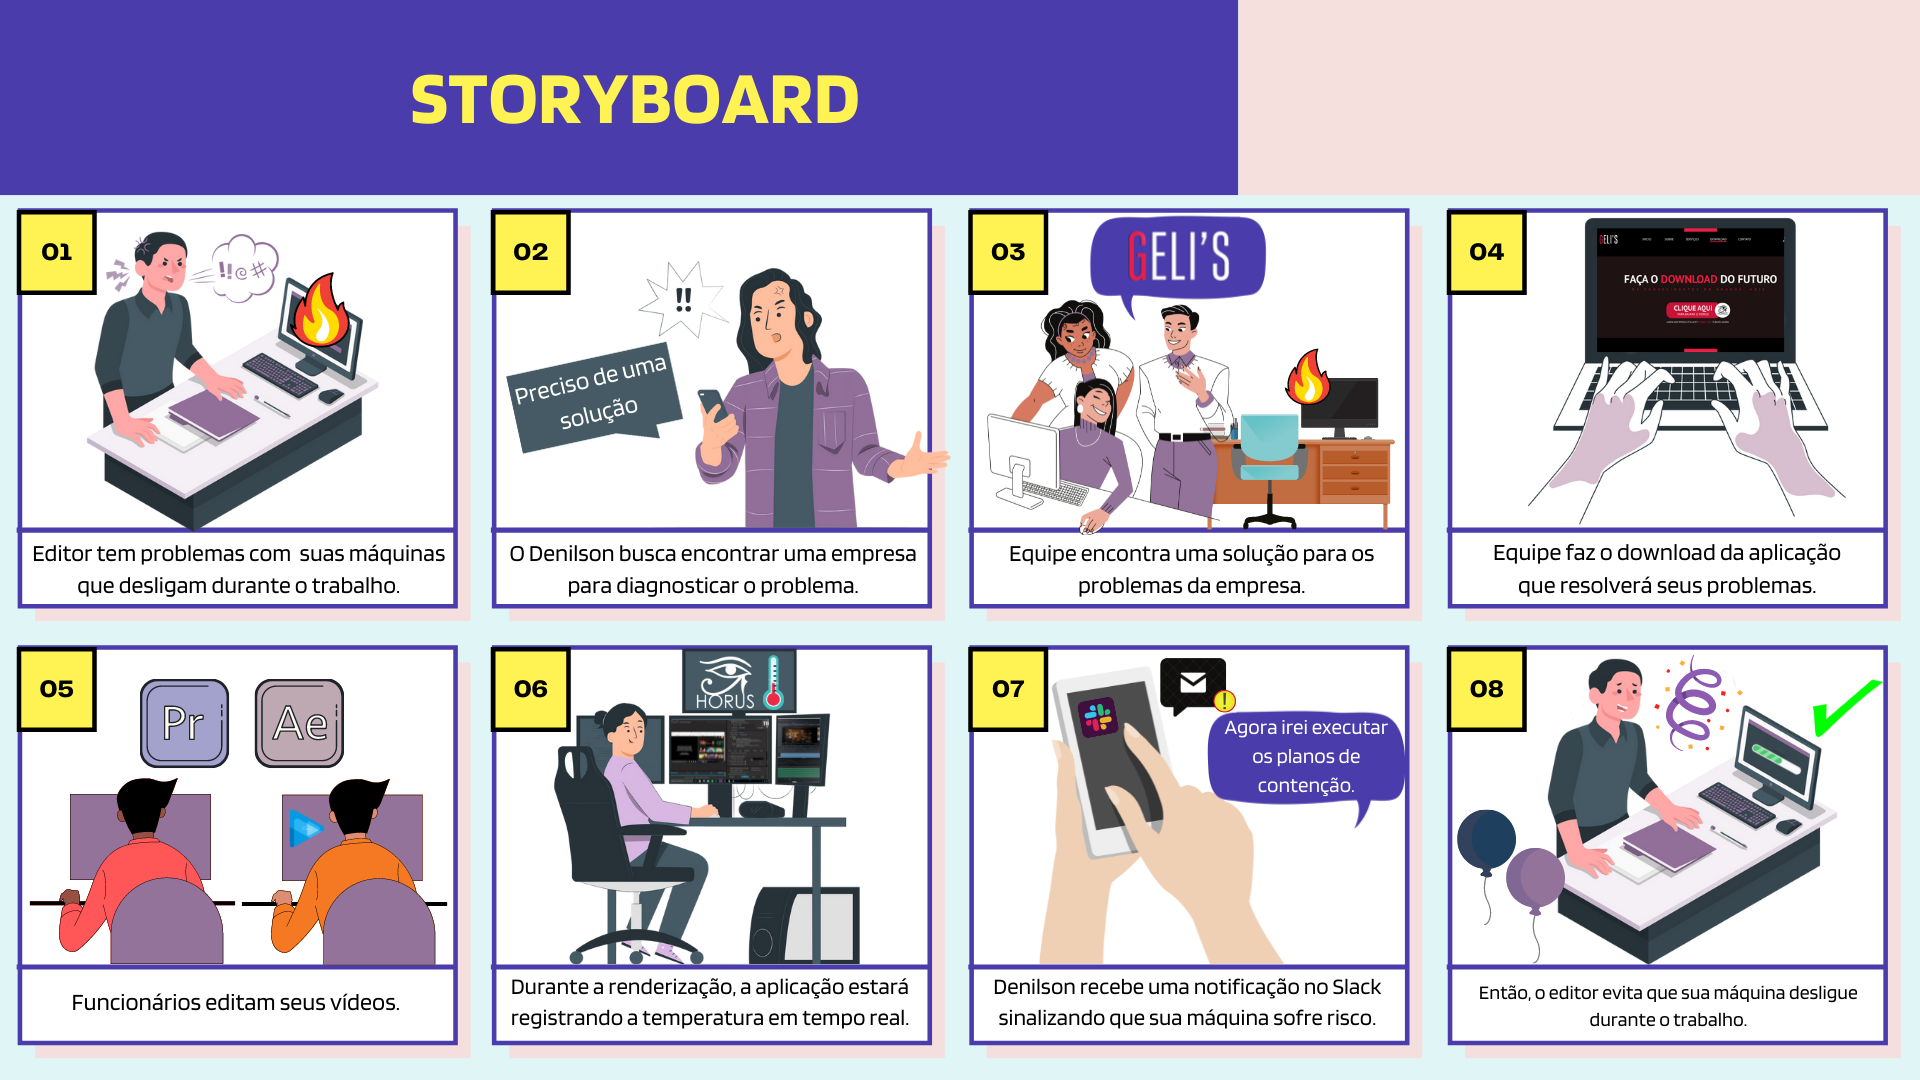 STORYBOARD
01
!!@#
Editor tem problemas com  suas máquinas
que desligam durante o trabalho.
02
!!
Preciso de uma
solução
O Denilson busca encontrar uma empresa
para diagnosticar o problema.
03
GELI'S
Equipe encontra uma solução para os
problemas da empresa.
04
GELI'S
FAÇA O DOWNLOAD DO FUTURO
CLIQUE AQUI
Equipe faz o download da aplicação
que resolverá seus problemas.
05
Pr
Ae
Funcionários editam seus vídeos.
06
HORUS
Durante a renderização, a aplicação estará
registrando a temperatura em tempo real.
07
!
Agora irei executar
os planos de
contenção.
Denilson recebe uma notificação no Slack
sinalizando que sua máquina sofre risco.
08
Então, o editor evita que sua máquina desligue
durante o trabalho.